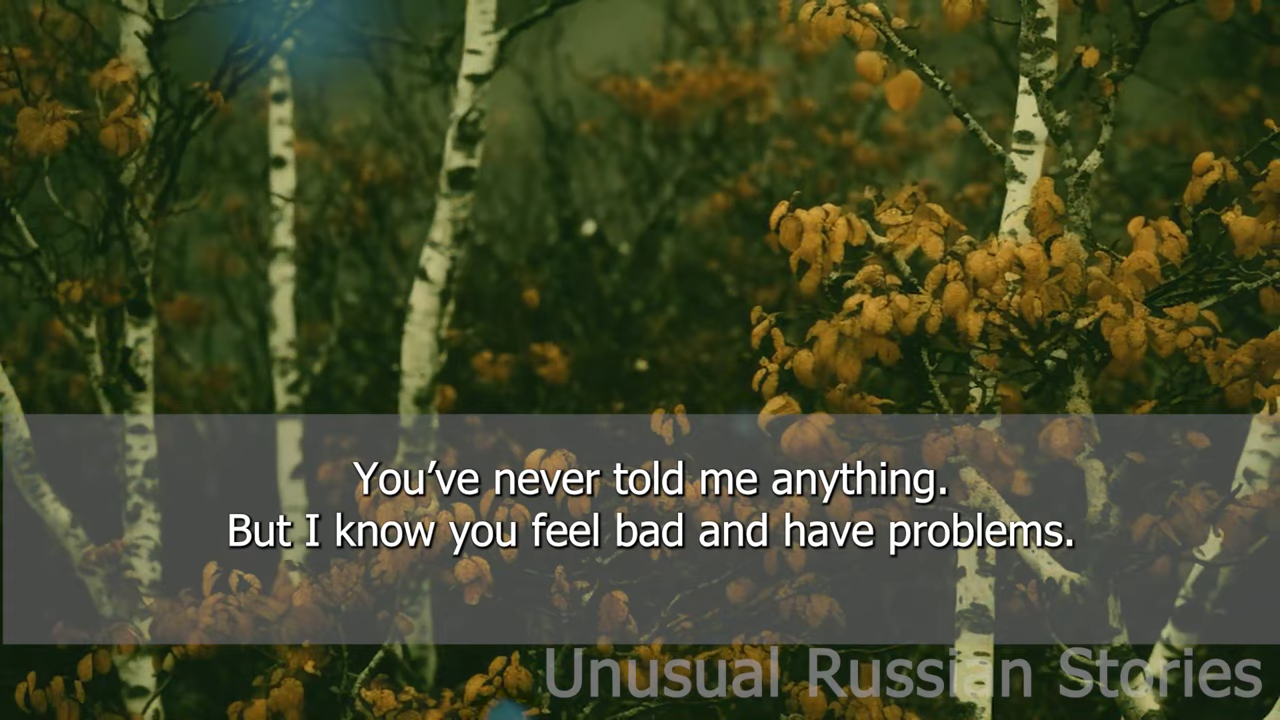 You’ve never told me anything.
But I know you feel bad and have problems.
Unusual Russian Stories